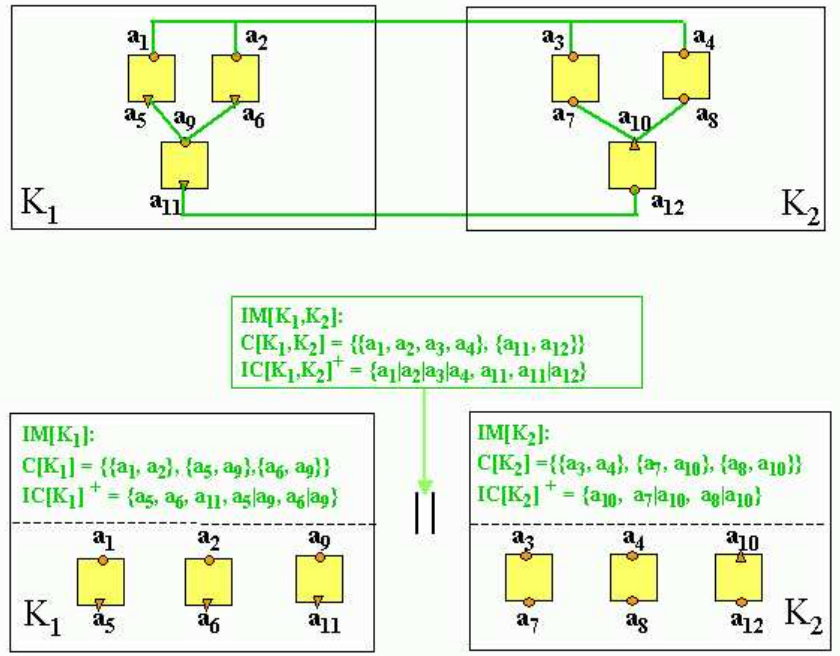 a1 a2 a3 a4
a5 a9 a6 a7 a10 a8
K1 a11 a12 K2
IM[K1,K2]:
C[K1,K2] = {{a1, a2, a3, a4}, {a11, a12}}
IC[K1,K2]+ = {a1|a2|a3|a4, a11, a11|a12}
IM[K1]:
C[K1] = {{a1, a2}, {a5, a9},{a6, a9}}
IC[K1] + = {a5, a6, a11, a5|a9, a6|a9}
IM[K2]:
C[K2] ={{a3, a4}, {a7, a10}, {a8, a10}}
IC[K2] + = {a10, a7|a10, a8|a10}
||
a1 a2 a9
K1 a5 a6 a11
a3 a4 a10
a7 a8 a12 K2